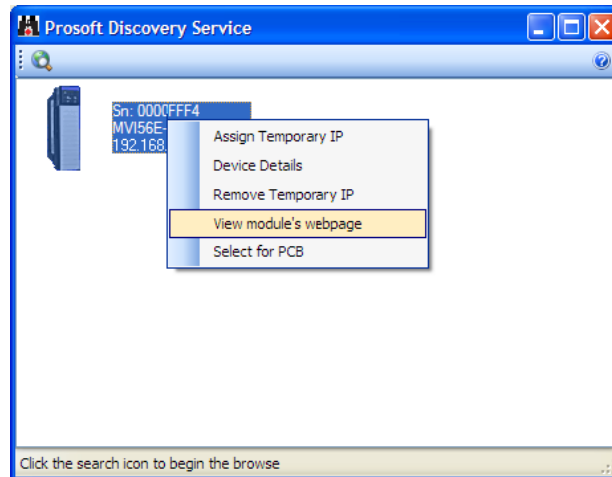 Prosoft Discovery Service
Sn: 0000FFF4
MVI56E-
192.168.
Assign Temporary IP
Device Details
Remove Temporary IP
View module's webpage
Select for PCB
Click the search icon to begin the browse